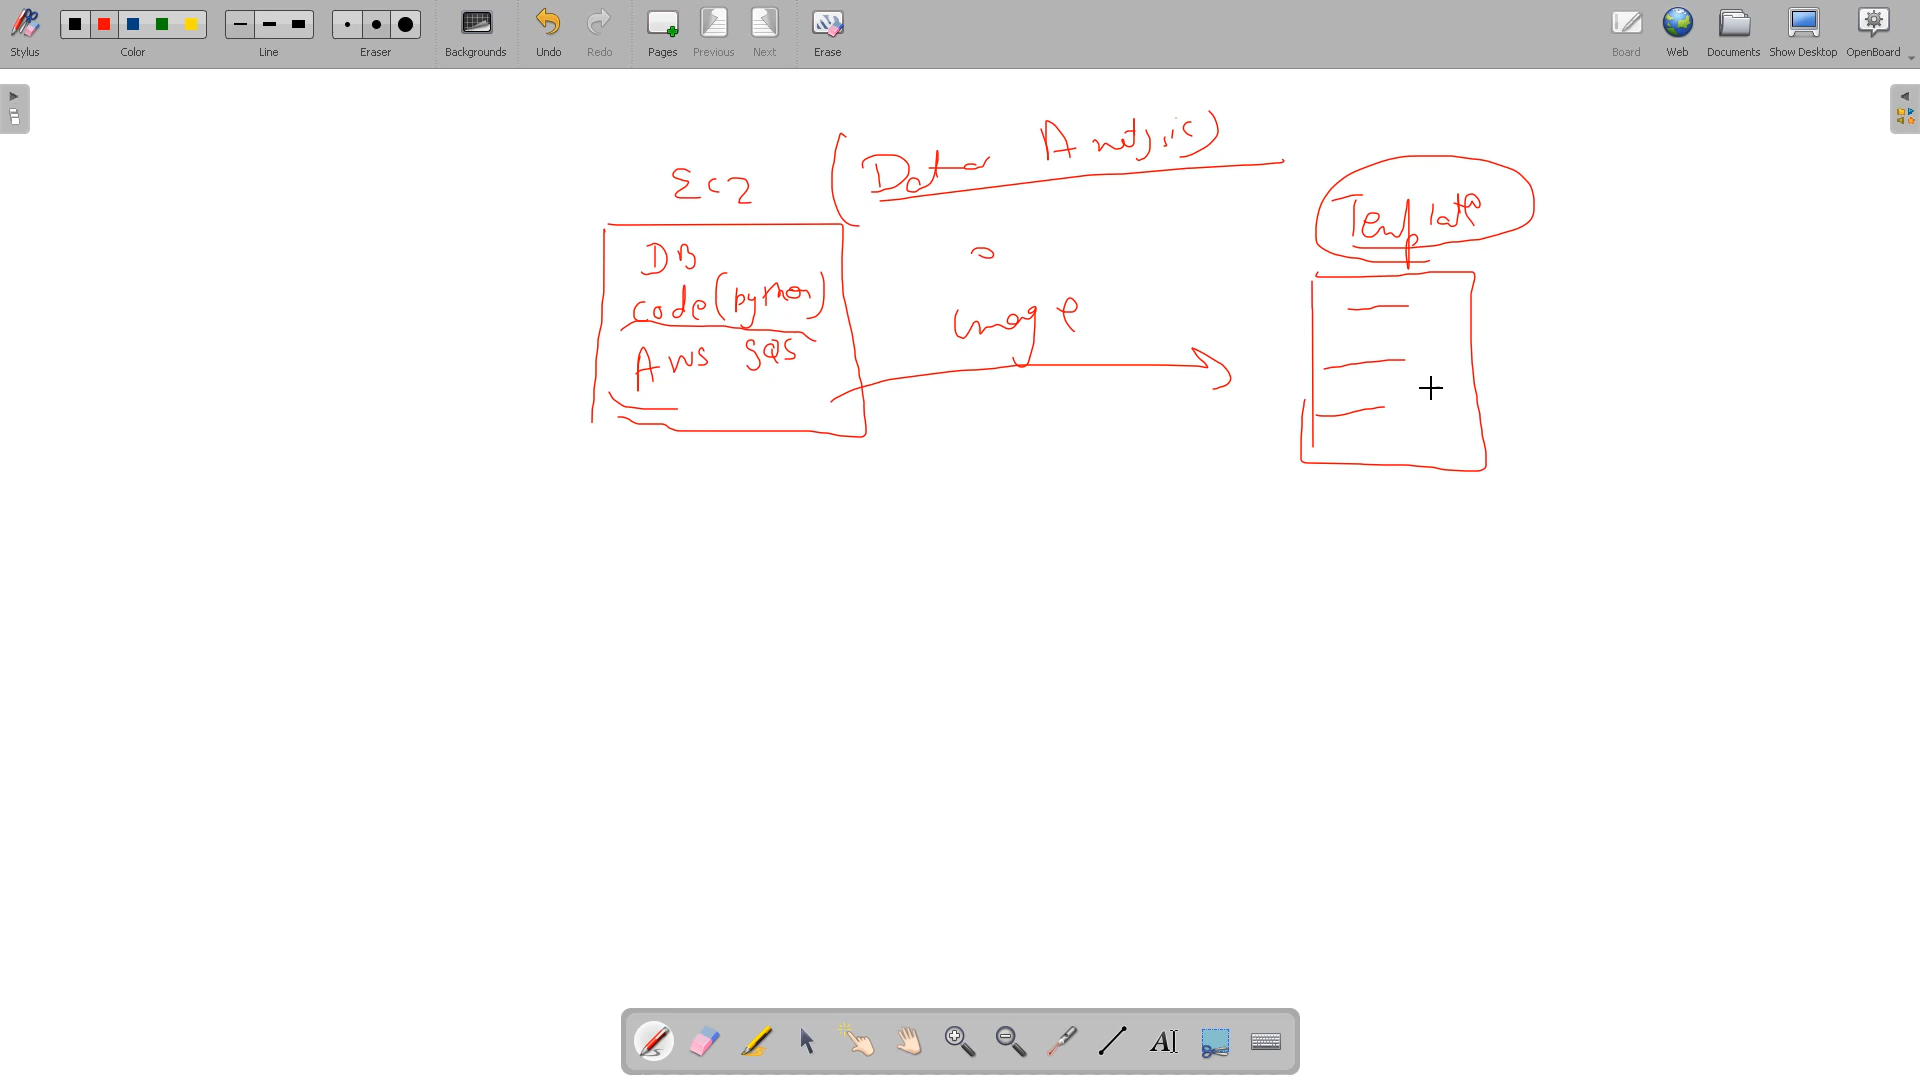 Stylus Color Line Eraser Backgrounds Undo Redo Pages Previous Next Erase Board Web Documents Show Desktop OpenBoard
EC2 (Data Analysis)
Template
DB
code(python)
Image
AWS SQS
AI